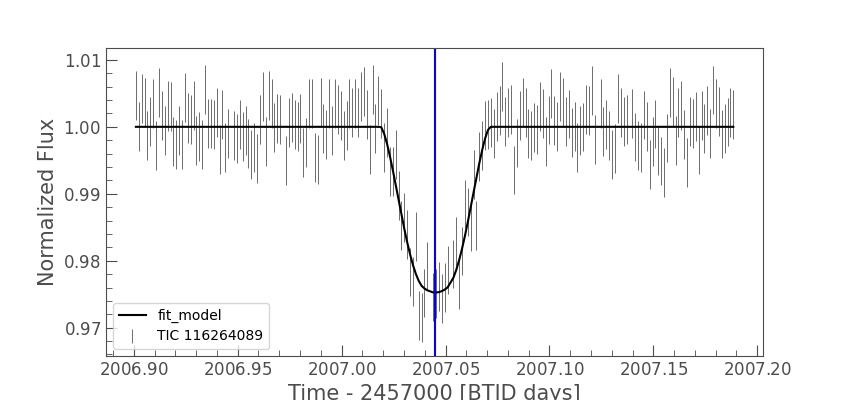 1.01
1.00
0.99
0.98
0.97
Normalized Flux
fit_model
TIC 116264089
2006.90 2006.95 2007.00 2007.05 2007.10 2007.15 2007.20
Time - 2457000 [BTJD days]